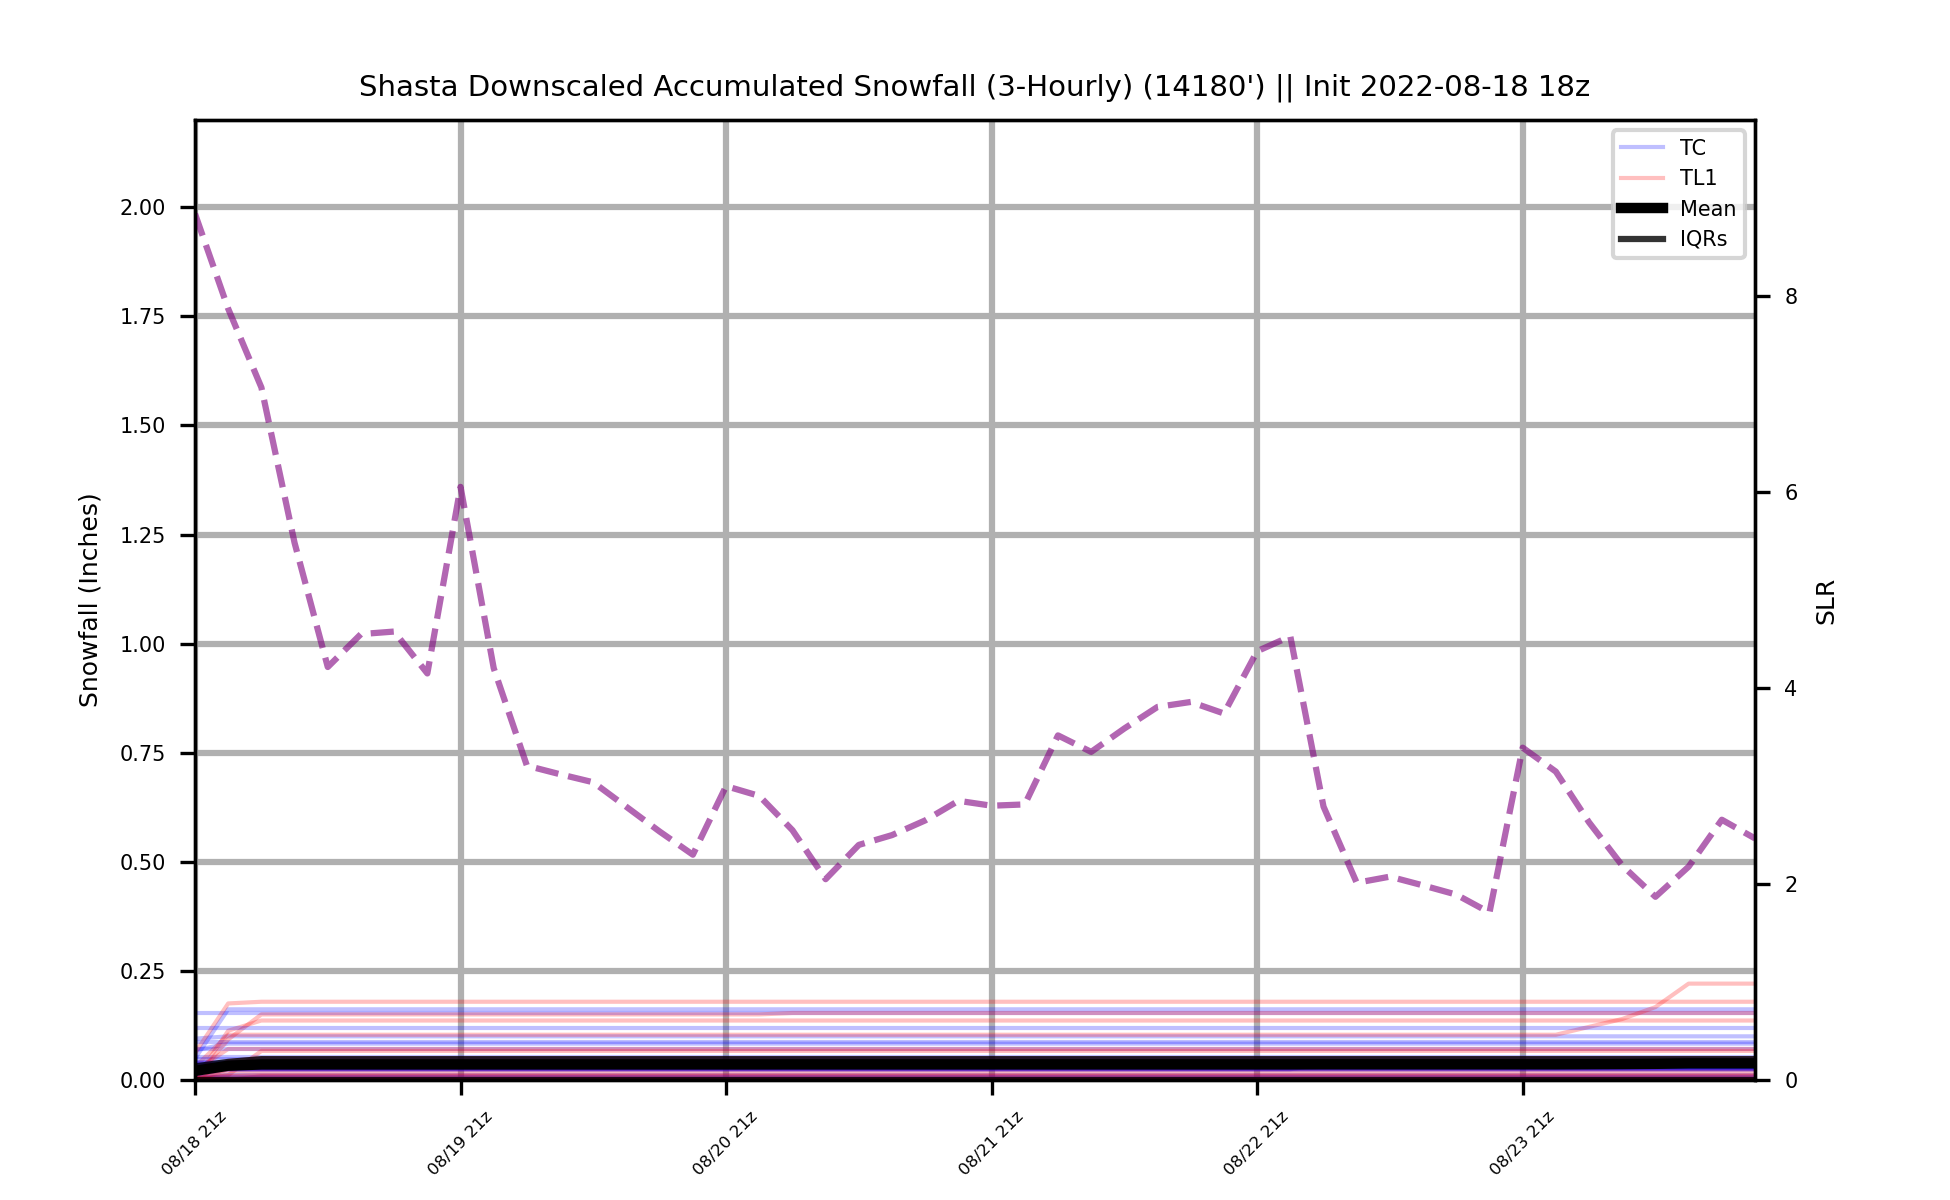 Shasta Downscaled Accumulated Snowfall (3-Hourly) (14180') || Init 2022-08-18 18z
TC
TL1
Mean
IQRs
2.00
1.75
1.50
1.25
1.00
0.75
0.50
0.25
0.00
Snowfall (Inches)
8
6
4
2
0
SLR
08/18 21z
08/19 21z
08/20 21z
08/21 21z
08/22 21z
08/23 21z